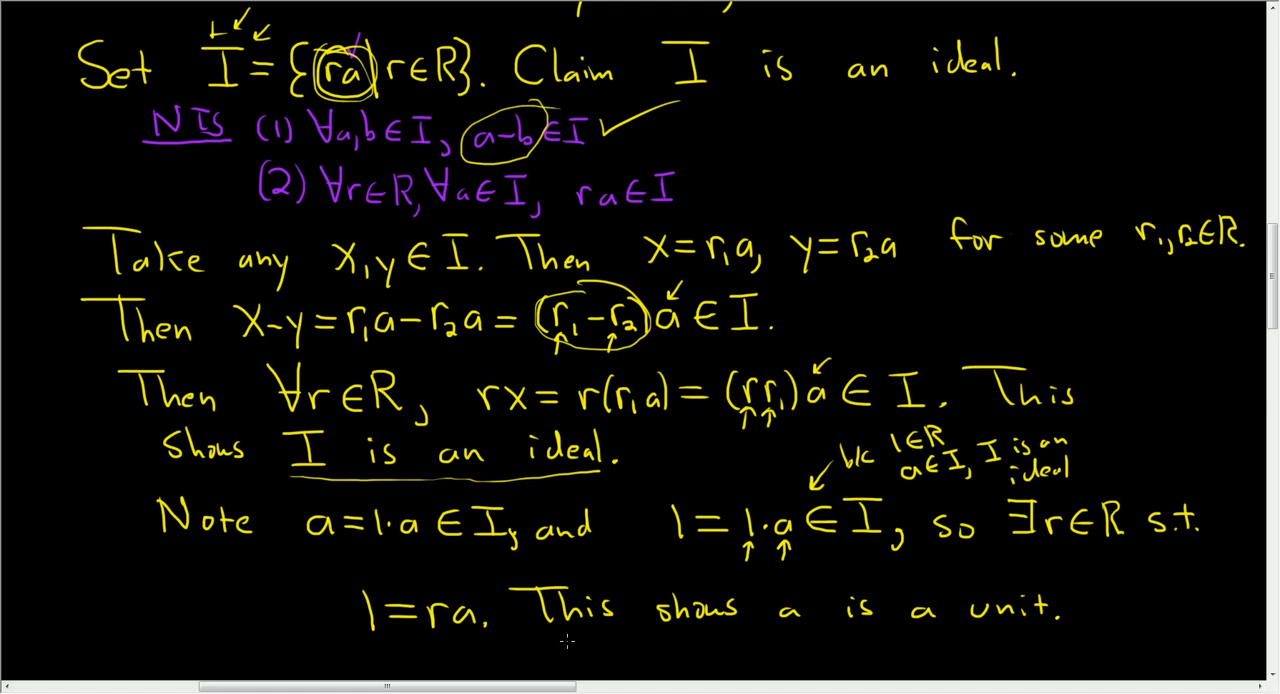 Set I = {ra | r∈R}. Claim I is an ideal.
NTS (1) ∀a,b∈I, a-b∈I ✓
(2) ∀r∈R, ∀a∈I, ra∈I
Take any x,y∈I. Then x=r₁a, y=r₂a for some r₁,r₂∈R.
Then x-y=r₁a-r₂a=(r₁-r₂)a∈I.
Then ∀r∈R, rx=r(r₁a)=(rr₁)a∈I. This
shows I is an ideal.
b/c 1∈R
a∈I, I is an
ideal
Note a=1·a∈I, and 1=1·a∈I, so ∃r∈R s.t.
1=ra. This shows a is a unit.